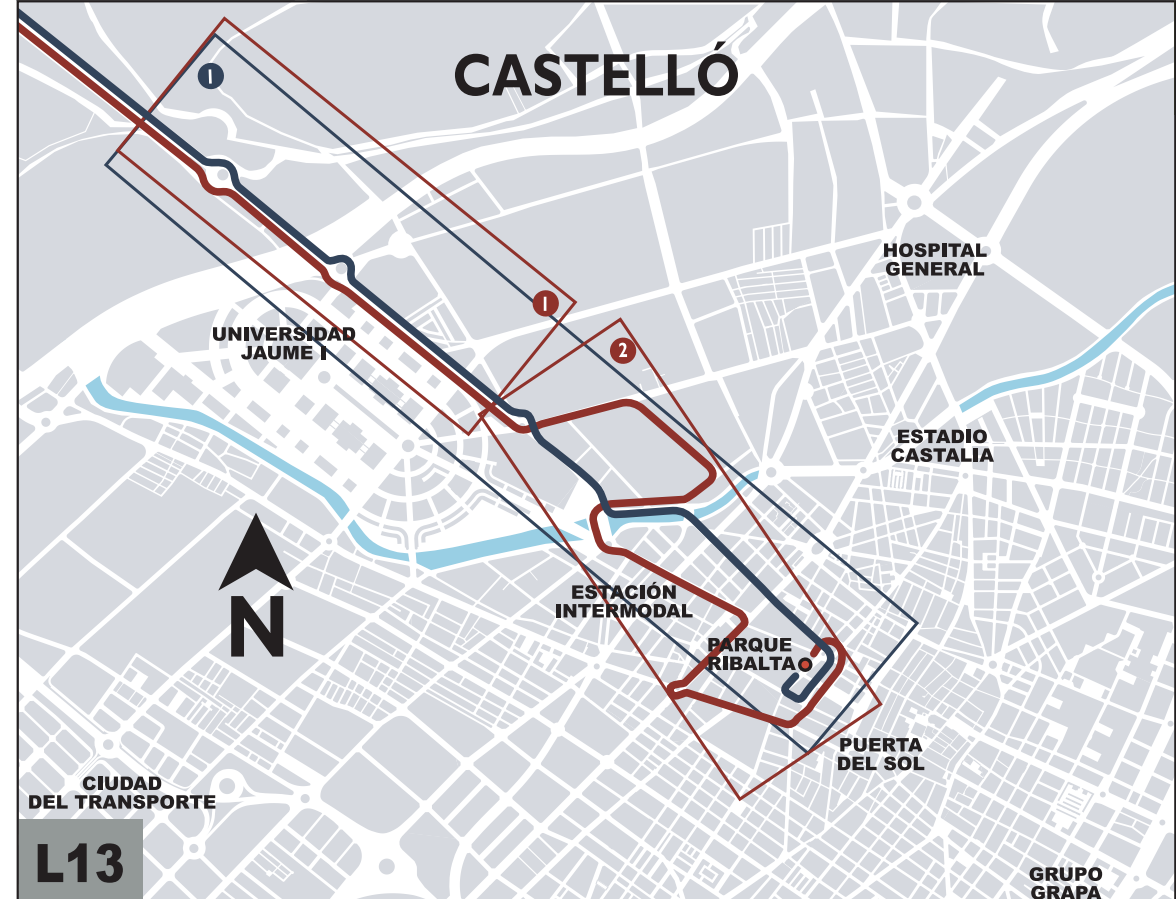 CASTELLÓ
1
HOSPITAL
GENERAL
1
UNIVERSIDAD
JAUME I
2
ESTADIO
CASTALIA
N
ESTACIÓN
INTERMODAL
PARQUE
RIBALTA
PUERTA
DEL SOL
CIUDAD
DEL TRANSPORTE
L13
GRUPO
GRAPA